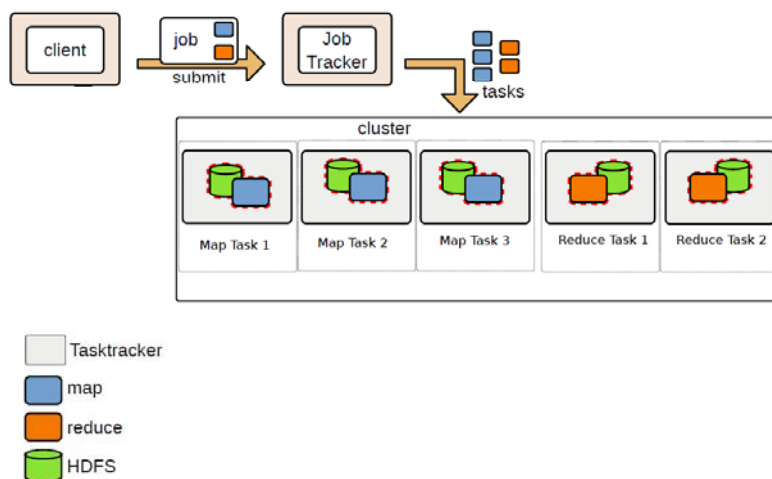 client
job
submit
Job
Tracker
tasks
cluster
Map Task 1
Map Task 2
Map Task 3
Reduce Task 1
Reduce Task 2
Tasktracker
map
reduce
HDFS